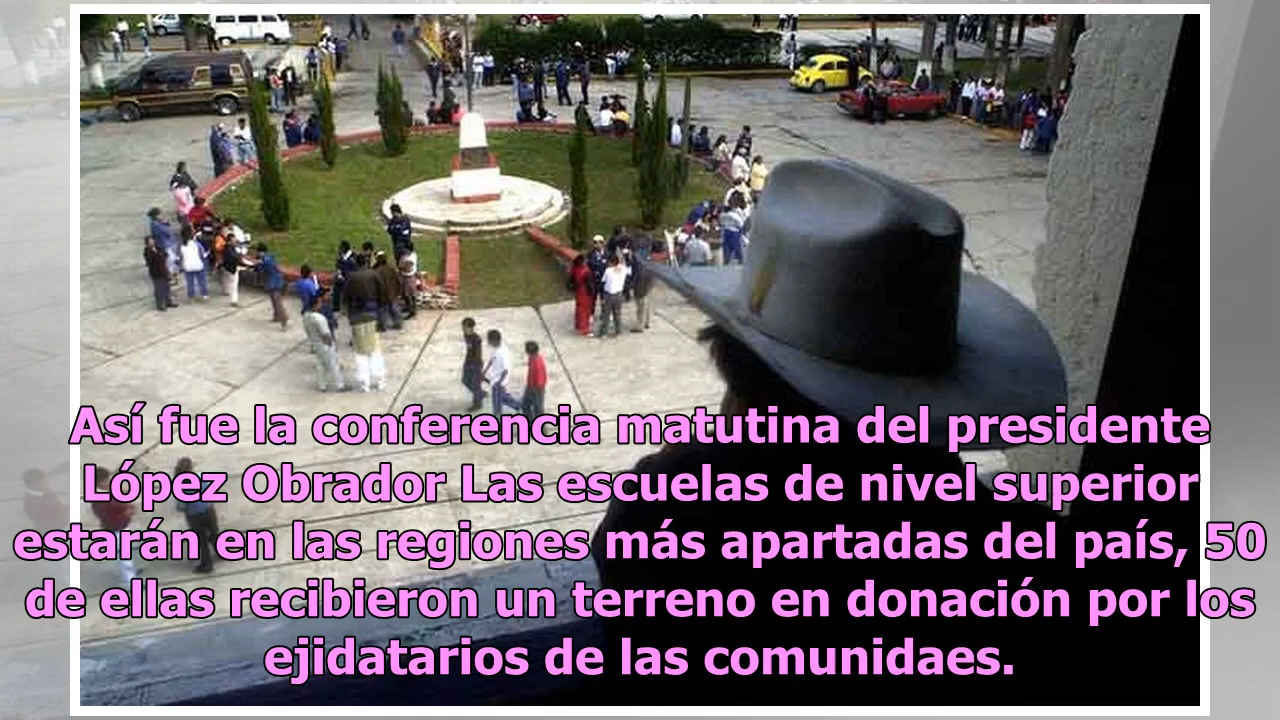 Así fue la conferencia matutina del presidente
López Obrador Las escuelas de nivel superior
estarán en las regiones más apartadas del país, 50
de ellas recibieron un terreno en donación por los
ejidatarios de las comunidaes.